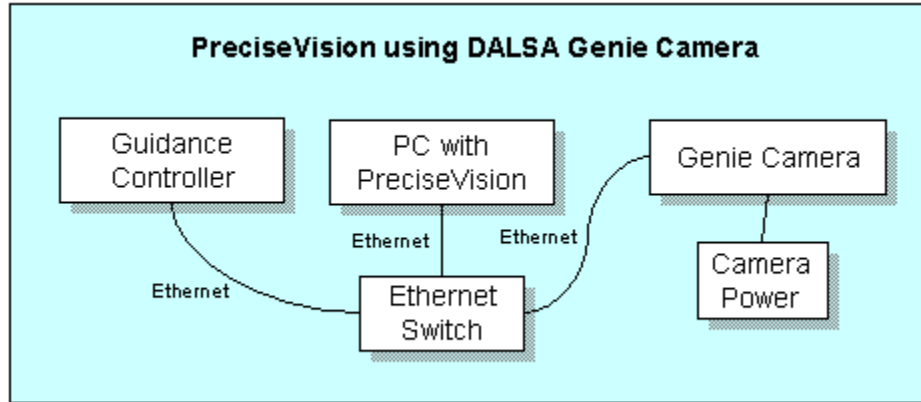 PreciseVision using DALSA Genie Camera
Guidance
Controller
PC with
PreciseVision
Genie Camera
Ethernet
Ethernet
Ethernet
Camera
Power
Ethernet
Switch